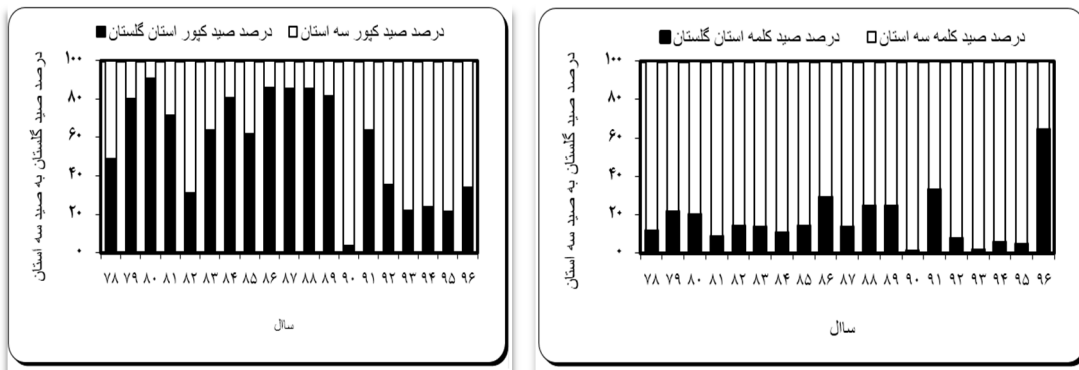 درصد صید کپور سه استان
درصد صید کپور استان گلستان
درصد صید گلستان به صید سه استان
۱۰۰
۸۰
۶۰
۴۰
۲۰
۰
۷۸ ۷۹ ۸۰ ۸۱ ۸۲ ۸۳ ۸۴ ۸۵ ۸۶ ۸۷ ۸۸ ۸۹ ۹۰ ۹۱ ۹۲ ۹۳ ۹۴ ۹۵ ۹۶
ساال
درصد صید کلمه سه استان
درصد صید کلمه استان گلستان
درصد صید گلستان به صید سه استان
۱۰۰
۸۰
۶۰
۴۰
۲۰
۰
۷۸ ۷۹ ۸۰ ۸۱ ۸۲ ۸۳ ۸۴ ۸۵ ۸۶ ۸۷ ۸۸ ۸۹ ۹۰ ۹۱ ۹۲ ۹۳ ۹۴ ۹۵ ۹۶
ساال